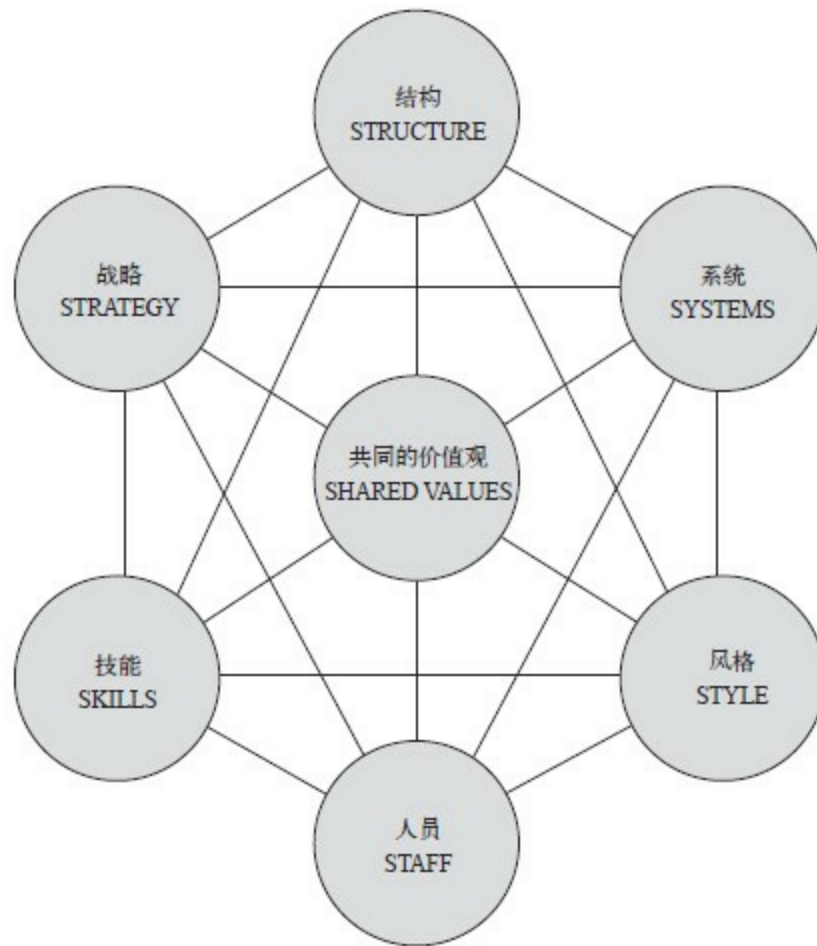 结构
STRUCTURE
战略
STRATEGY
系统
SYSTEMS
共同的价值观
SHARED VALUES
技能
SKILLS
风格
STYLE
人员
STAFF